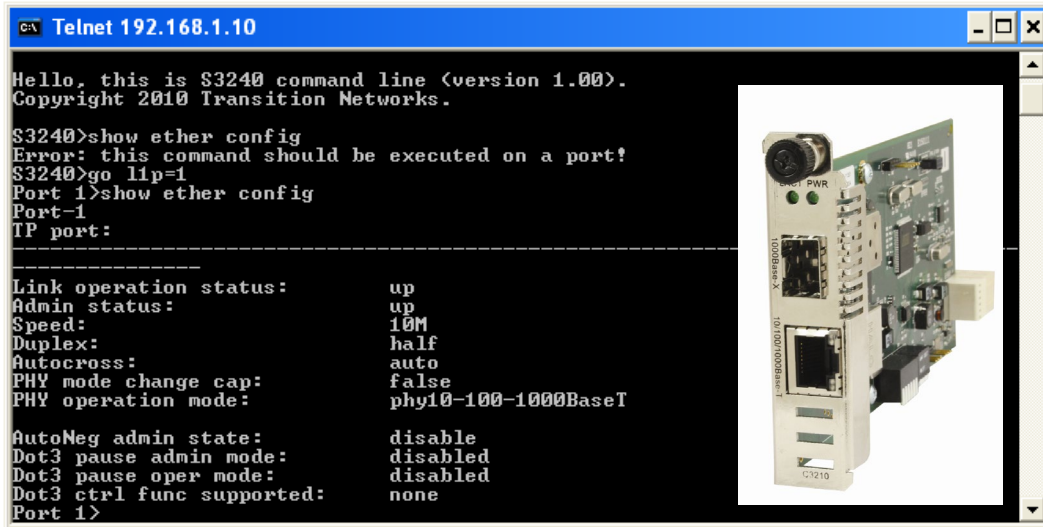 Telnet 192.168.1.10
Hello, this is S3240 command line (version 1.00).
Copyright 2010 Transition Networks.
S3240>show ether config
Error: this command should be executed on a port!
S3240>go l1p=1
Port 1>show ether config
Port-1
TP port:
--------------------------------------------------------------------------------
---------------
Link operation status: up
Admin status: up
Speed: 10M
Duplex: half
Autocross: auto
PHY mode change cap: false
PHY operation mode: phy10-100-1000BaseT
AutoNeg admin state: disable
Dot3 pause admin mode: disabled
Dot3 pause oper mode: disabled
Dot3 ctrl func supported: none
Port 1>
PWR
1000Base-X
10/100/1000Base-T
C3210